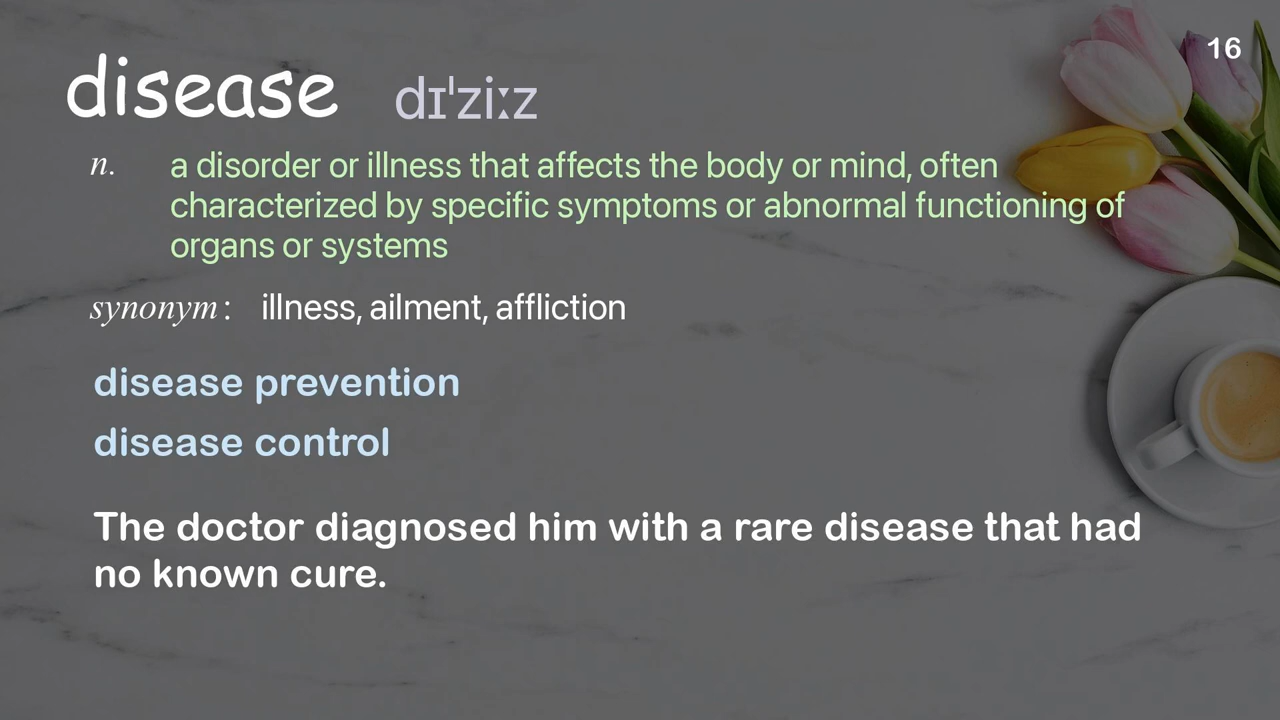 16
disease dɪˈziːz
n. a disorder or illness that affects the body or mind, often
characterized by specific symptoms or abnormal functioning of
organs or systems
synonym: illness, ailment, affliction
disease prevention
disease control
The doctor diagnosed him with a rare disease that had
no known cure.